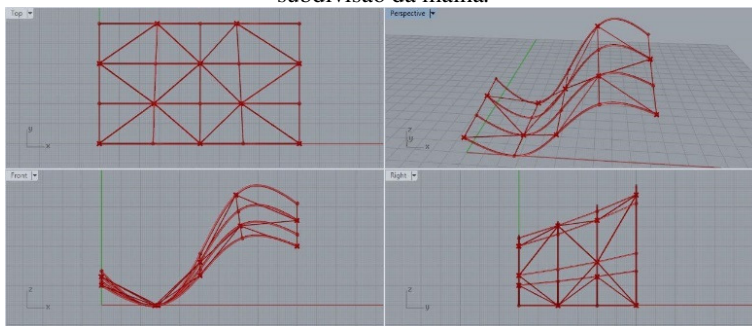 subdivisão da malha.
Top
Perspective
y
x
z
y
x
Front
Right
z
x
z
y